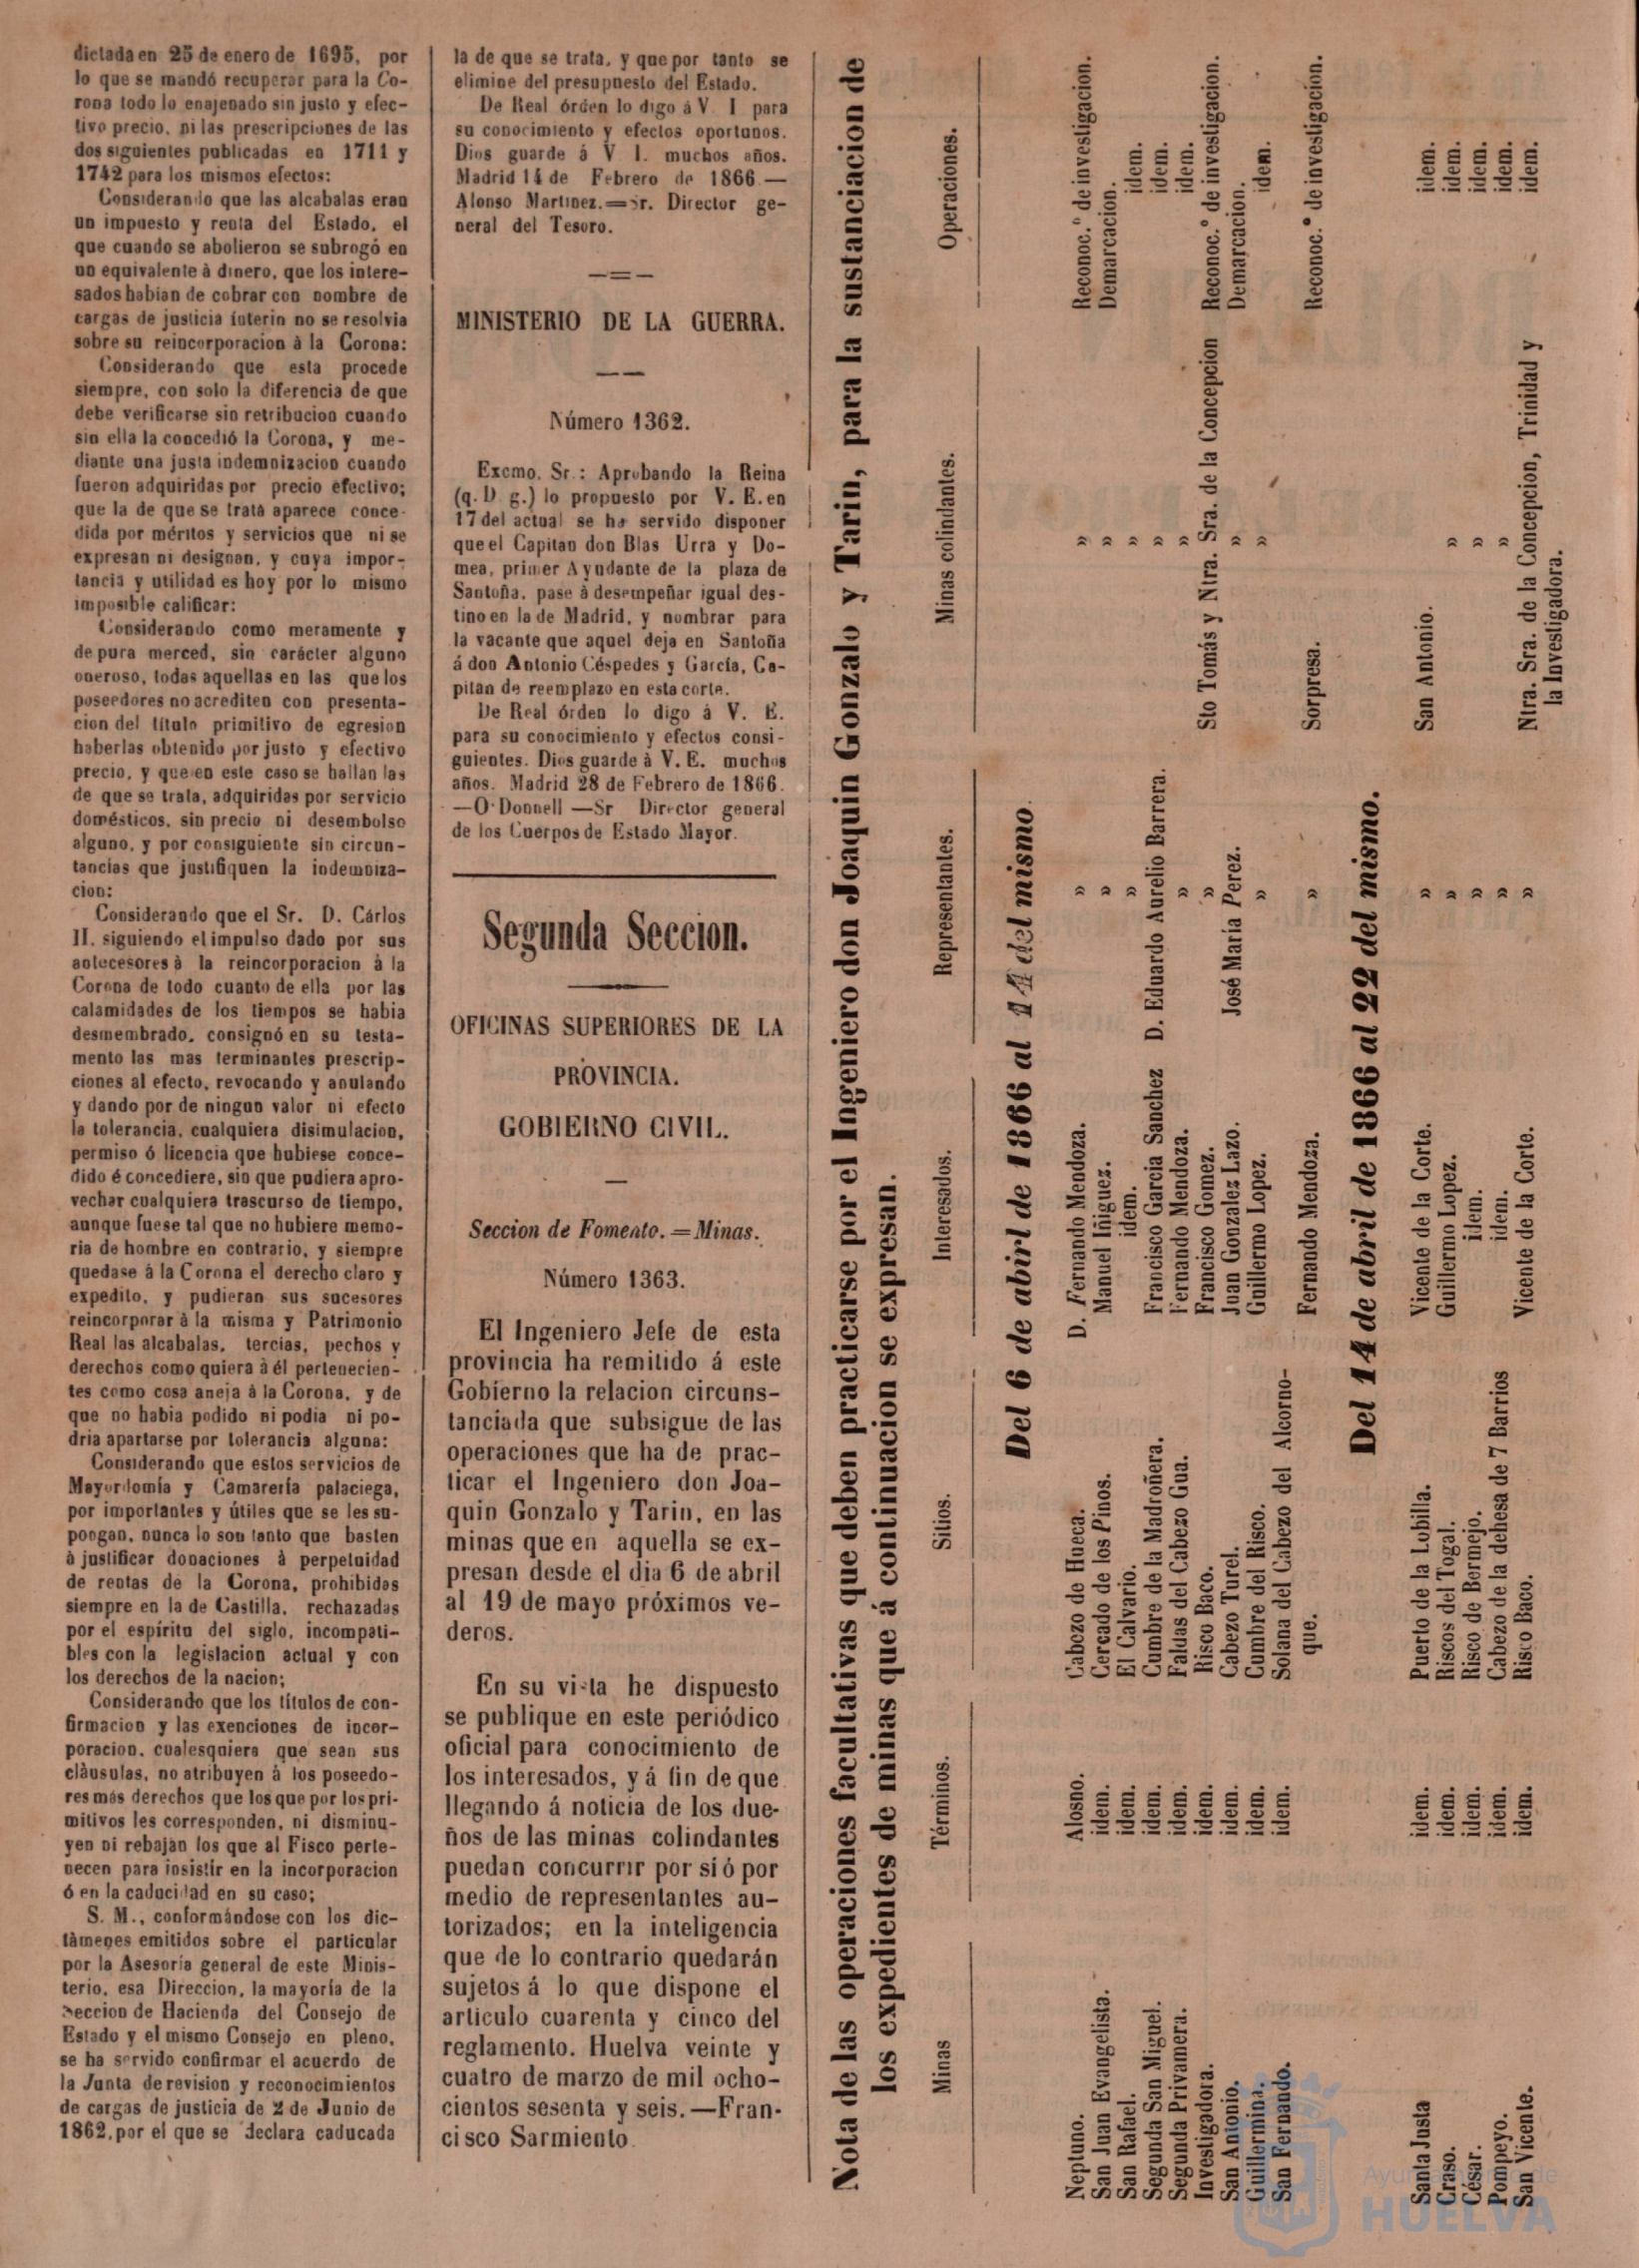 dictada en 25 de enero de 1695, por
lo que se mandó recuperar para la Co-
rona todo lo enajenado sin justo y efec-
tivo precio, ni las prescripciones de las
dos siguientes publicadas en 1711 y
1742 para los mismos efectos:
Considerando que las alcabalas eran
un impuesto y renta del Estado, el
que cuando se abolieron se subrogó en
un equivalente à dinero, que los intere-
sados habian de cobrar con nombre de
cargas de justicia interin no se resolvia
sobre su reincorporacion à la Corona:
Considerando que esta procede
siempre, con solo la diferencia de que
debe verificarse sin retribucion cuando
sin ella la concedió la Corona, y me-
diante una justa indemnizacion cuando
fueron adquiridas por precio efectivo;
que la de que se trata aparece conce-
dida por méritos y servicios que ni se
expresan ni designan, y cuya impor-
tancia y utilidad es hoy por lo mismo
imposible calificar:
Considerando como meramente y
de pura merced, sin carácter alguno
oneroso, todas aquellas en las que los
poseedores no acrediten con presenta-
cion del título primitivo de egresion
haberlas obtenido por justo y efectivo
precio, y que en este caso se hallan las
de que se trata, adquiridas por servicio
domésticos, sin precio ni desembolso
alguno, y por consiguiente sin circun-
tancias que justifiquen la indemniza-
cion:
Considerando que el Sr. D. Cárlos
II, siguiendo el impulso dado por sus
antecesores à la reincorporacion à la
Corona de todo cuanto de ella por las
calamidades de los tiempos se habia
desmembrado, consignó en su testa-
mento las mas terminantes prescrip-
ciones al efecto, revocando y anulando
y dando por de ningun valor ni efecto
la tolerancia, cualquiera disimulacion,
permiso ó licencia que hubiese conce-
dido é concediere, sin que pudiera apro-
vechar cualquiera trascurso de tiempo,
aunque fuese tal que no hubiere memo-
ria de hombre en contrario, y siempre
quedase à la Corona el derecho claro y
expedito, y pudieran sus sucesores
reincorporar à la misma y Patrimonio
Real las alcabalas, tercias, pechos y
derechos como quiera à él pertenecien-
tes como cosa aneja à la Corona, y de
que no habia podido ni podia ni po-
dria apartarse por tolerancia alguna:
Considerando que estos servicios de
Mayordomía y Camarería palaciega,
por importantes y útiles que se les su-
pongan, nunca lo son tanto que basten
à justificar donaciones à perpetuidad
de rentas de la Corona, prohibidas
siempre en la de Castilla, rechazadas
por el espíritu del siglo, incompati-
bles con la legislacion actual y con
los derechos de la nacion;
Considerando que los títulos de con-
firmacion y las exenciones de incor-
poracion, cualesquiera que sean sus
clàusulas, no atribuyen à los poseedo-
res más derechos que los que por los pri-
mitivos les corresponden, ni disminu-
yen ni rebajan los que al Fisco perte-
necen para insistir en la incorporacion
ó en la caducidad en su caso;
S. M., conformándose con los dic-
tàmenes emitidos sobre el particular
por la Asesoría general de este Minis-
terio, esa Direccion, la mayoría de la
Seccion de Hacienda del Consejo de
Estado y el mismo Consejo en pleno,
se ha servido confirmar el acuerdo de
la Junta de revision y reconocimientos
de cargas de justicia de 2 de Junio de
1862, por el que se declara caducada
la de que se trata, y que por tanto se
elimine del presupuesto del Estado.
De Real órden lo digo à V. I para
su conocimiento y efectos oportunos.
Dios guarde à V I. muchos años.
Madrid 14 de Febrero de 1866.—
Alonso Martinez.=Sr. Director ge-
neral del Tesoro.
MINISTERIO DE LA GUERRA.
Número 1362.
Excmo. Sr.: Aprobando la Reina
(q. D. g.) lo propuesto por V. E. en
17 del actual se ha servido disponer
que el Capitan don Blas Urra y Do-
mea, primer Ayudante de la plaza de
Santoña, pase à desempeñar igual des-
tino en la de Madrid, y nombrar para
la vacante que aquel deja en Santoña
á don Antonio Céspedes y García, Ca-
pitan de reemplazo en esta corte.
De Real órden lo digo à V. E.
para su conocimiento y efectos consi-
guientes. Dios guarde à V. E. muchos
años. Madrid 28 de Febrero de 1866.
—O'Donnell—Sr Director general
de los Cuerpos de Estado Mayor.
Segunda Seccion.
OFICINAS SUPERIORES DE LA
PROVINCIA.
GOBIERNO CIVIL.
Seccion de Fomento.=Minas.
Número 1363.
El Ingeniero Jefe de esta
provincia ha remitido á este
Gobierno la relacion circuns-
tanciada que subsigue de las
operaciones que ha de prac-
ticar el Ingeniero don Joa-
quin Gonzalo y Tarin, en las
minas que en aquella se ex-
presan desde el dia 6 de abril
al 19 de mayo próximos ve-
deros.
En su vista he dispuesto
se publique en este periódico
oficial para conocimiento de
los interesados, y á fin de que
llegando á noticia de los due-
ños de las minas colindantes
puedan concurrir por sí ó por
medio de representantes au-
torizados; en la inteligencia
que de lo contrario quedarán
sujetos á lo que dispone el
articulo cuarenta y cinco del
reglamento. Huelva veinte y
cuatro de marzo de mil ocho-
cientos sesenta y seis.—Fran-
cisco Sarmiento.
Nota de las operaciones facultativas que deben practicarse por el Ingeniero don Joaquin Gonzalo y Tarin, para la sustanciacion de
los expedientes de minas que á continuacion se expresan.
Minas Términos. Sitios. Interesados. Representantes. Minas colindantes. Operaciones.
Del 6 de abirl de 1866 al 14 del mismo
Neptuno. Alosno. Cabezo de Hueca. D. Fernando Mendoza. » » Reconoc.º de investigacion.
San Juan Evangelista. idem. Cercado de los Pinos. Manuel Iñiguez. » » Demarcacion.
San Rafael. idem. El Calvario. idem. » » idem.
Segunda San Miguel. idem. Cumbre de la Madroñera. Francisco Garcia Sanchez D. Eduardo Aurelio Barrera. » idem.
Segunda Privamera. idem. Faldas del Cabezo Gua. Fernando Mendoza. » » idem.
Investigadora. idem. Risco Baco. Francisco Gomez. » Sto Tomás y Ntra. Sra. de la Concepcion Reconoc.º de investigacion.
San Antonio. idem. Cabezo Turel. Juan Gonzalez Lazo. José Maria Perez. » Demarcacion.
Guillermina. idem. Cumbre del Risco. Guillermo Lopez. » » idem.
San Fernando. idem. Solana del Cabezo del Alcorno-
que. Fernando Mendoza. » Sorpresa. Reconoc.º de investigacion.
Del 14 de abril de 1866 al 22 del mismo.
Santa Justa idem. Puerto de la Lobilla. Vicente de la Corte. » San Antonio. idem.
Craso. idem. Riscos del Togal. Guillermo Lopez. » » idem.
César. idem. Risco de Bermejo. idem. » » idem.
Pompeyo. idem. Cabezo de la dehesa de 7 Barrios idem. » » idem.
San Vicente. idem. Risco Baco. Vicente de la Corte. » Ntra. Sra. de la Concepcion, Trinidad y idem.
la Investigadora.
Ayuntamiento de
HUELVA